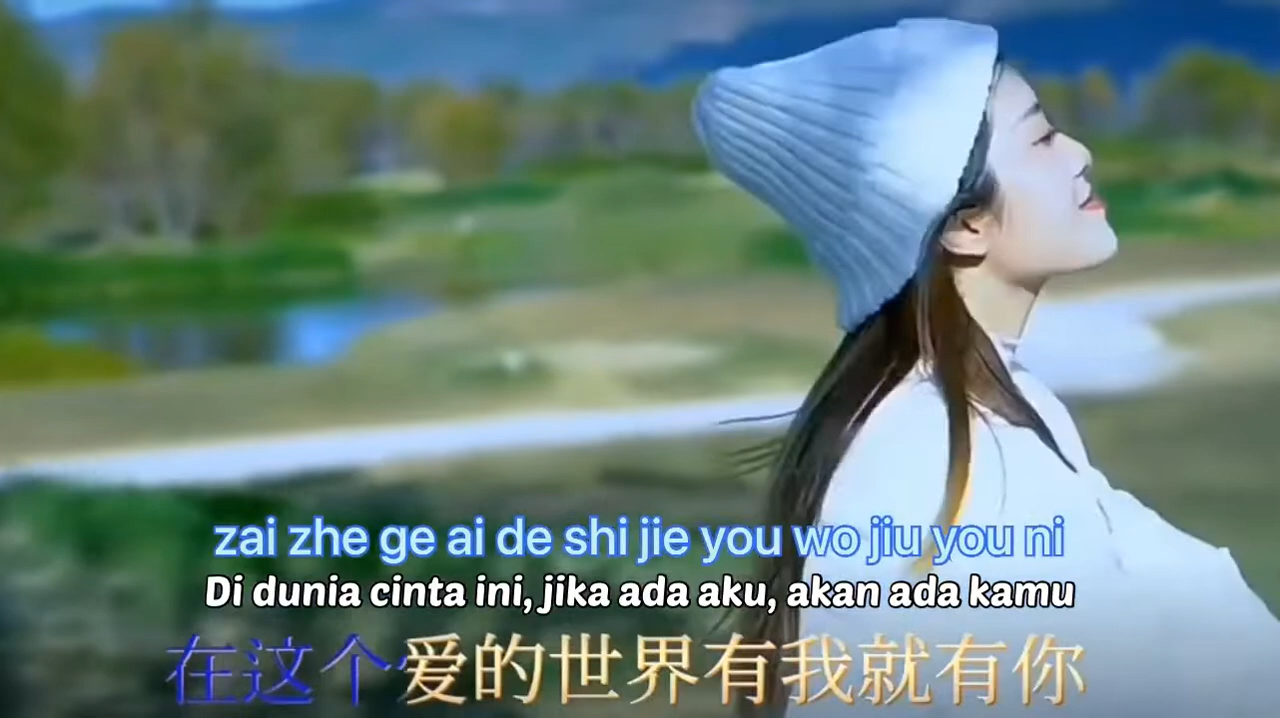 zai zhe ge ai de shi jie you wo jiu you ni
Di dunia cinta ini, jika ada aku, akan ada kamu
在这个爱的世界有我就有你